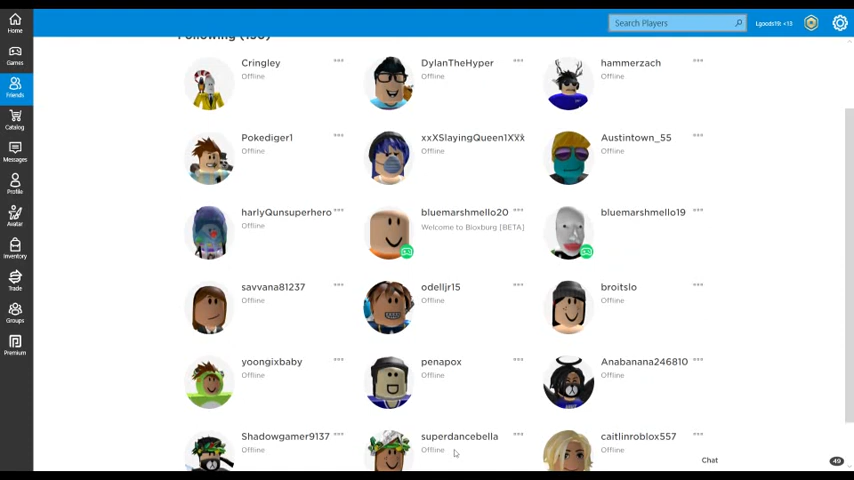 Home
Games
Friends
Catalog
Messages
Profile
Avatar
Inventory
Trade
Groups
Premium
Search Players
Lgoods19: <13
Following (130)
Cringley
Offline
DylanTheHyper
Offline
hammerzach
Offline
Pokediger1
Offline
xxXSlayingQueen1XXX
Offline
Austintown_55
Offline
harlyQunsuperhero
Offline
bluemarshmello20
Welcome to Bloxburg [BETA]
bluemarshmello19
savvana81237
Offline
odelljr15
Offline
broitslo
Offline
yoongixbaby
Offline
penapox
Offline
Anabanana246810
Offline
Shadowgamer9137
Offline
superdancebella
Offline
caitlinroblox557
Offline
Chat
49